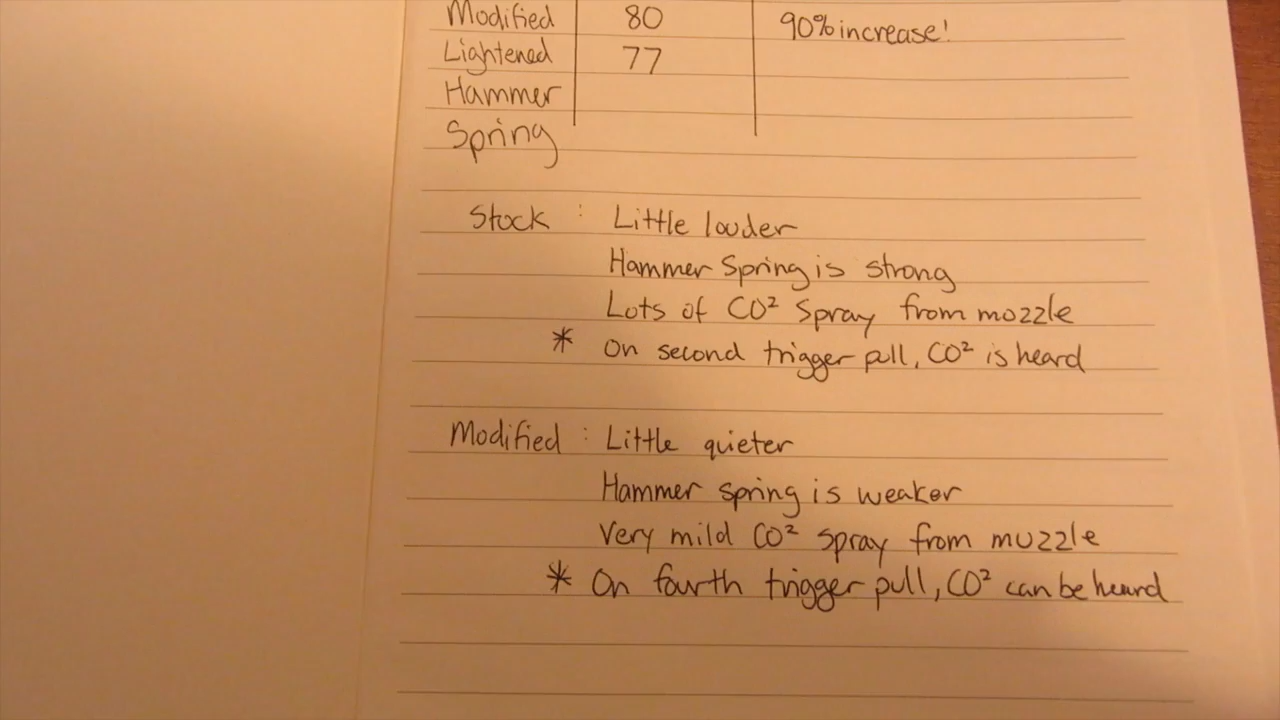 Modified 80 90% increase!
Lightened 77
Hammer
Spring
Stock : Little louder
Hammer Spring is strong
Lots of CO² Spray from mozzle
* On second trigger pull, CO² is heard
Modified : Little quieter
Hammer spring is weaker
Very mild CO² spray from muzzle
* On fourth trigger pull, CO² can be heard